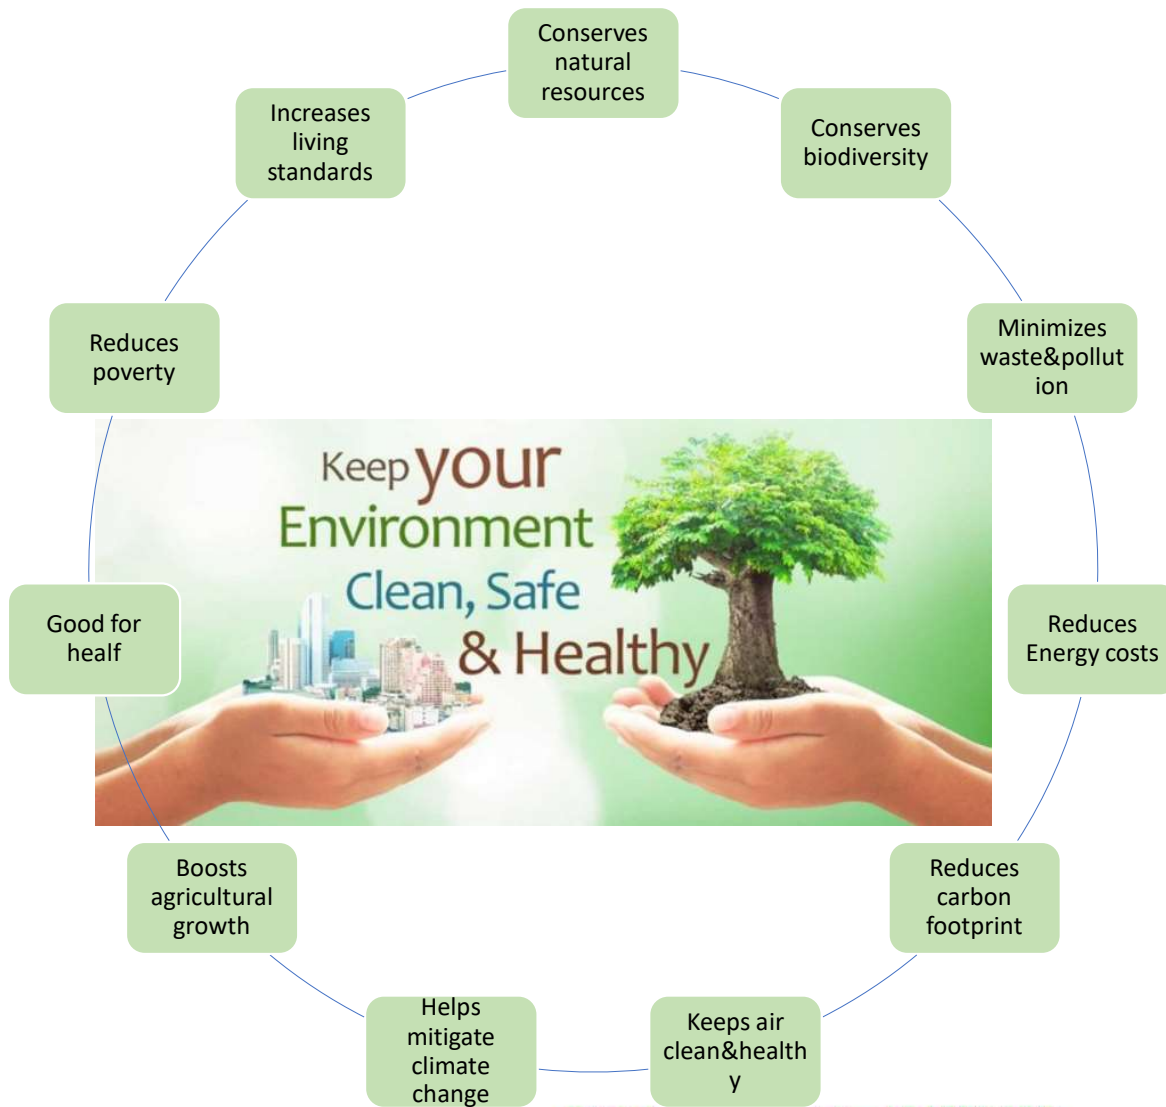 Conserves
natural
resources
Conserves
biodiversity
Minimizes
waste&pollut
ion
Reduces
Energy costs
Reduces
carbon
footprint
Keeps air
clean&health
y
Helps
mitigate
climate
change
Boosts
agricultural
growth
Good for
healf
Reduces
poverty
Increases
living
standards
Keep your
Environment
Clean, Safe
& Healthy